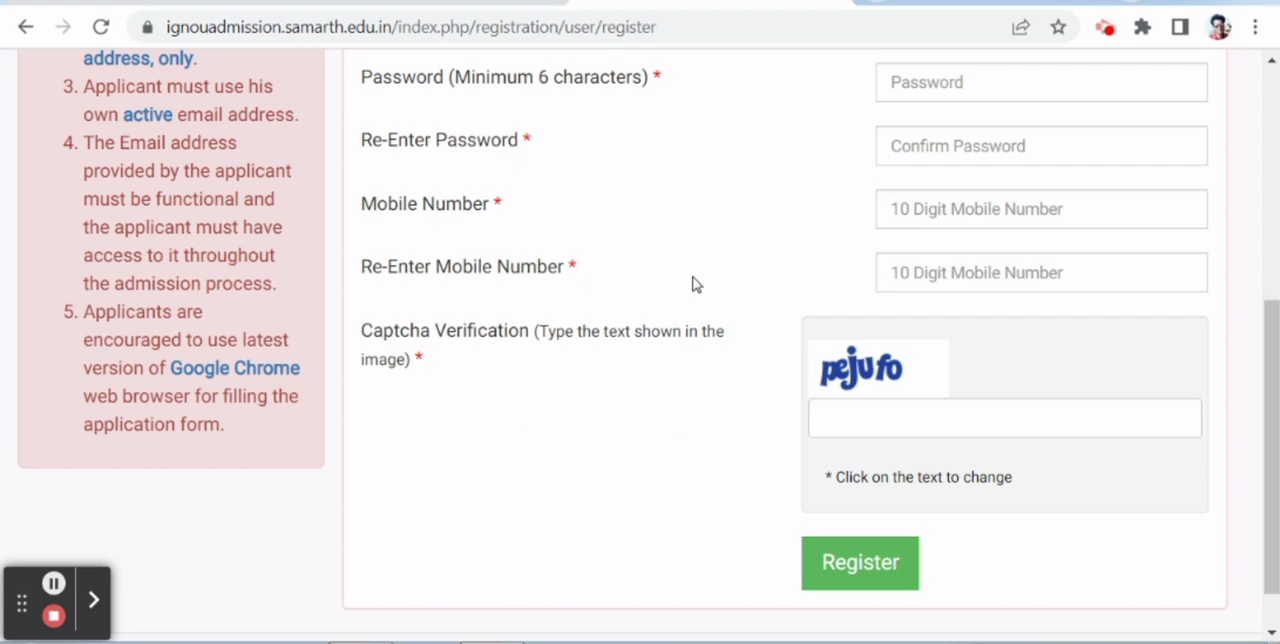 ignouadmission.samarth.edu.in/index.php/registration/user/register
address, only.
3. Applicant must use his
own active email address.
4. The Email address
provided by the applicant
must be functional and
the applicant must have
access to it throughout
the admission process.
5. Applicants are
encouraged to use latest
version of Google Chrome
web browser for filling the
application form.
Password (Minimum 6 characters) *
Password
Re-Enter Password *
Confirm Password
Mobile Number *
10 Digit Mobile Number
Re-Enter Mobile Number *
10 Digit Mobile Number
Captcha Verification (Type the text shown in the
image) *
pejufo
* Click on the text to change
Register